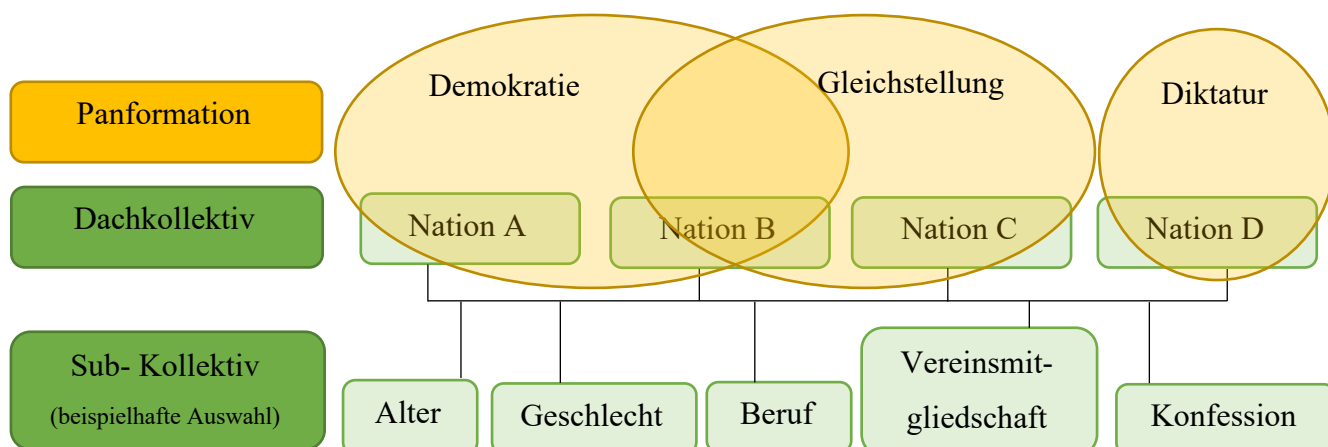 Panformation
Demokratie
Gleichstellung
Diktatur
Dachkollektiv
Nation A
Nation B
Nation C
Nation D
Sub- Kollektiv
(beispielhafte Auswahl)
Alter
Geschlecht
Beruf
Vereinsmit-
gliedschaft
Konfession